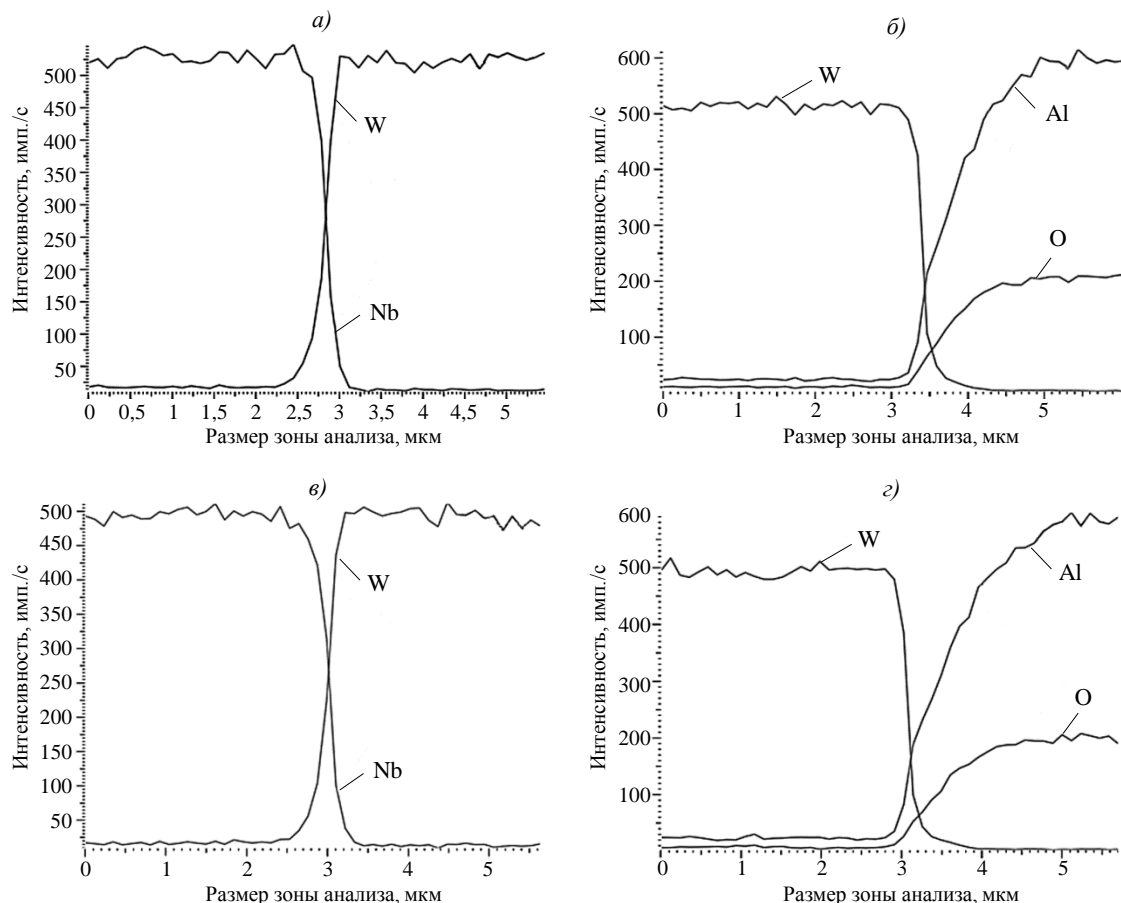 а)
Интенсивность, имп./с
500
450
400
350
300
250
200
150
100
50
W
Nb
0 0,5 1 1,5 2 2,5 3 3,5 4 4,5 5
Размер зоны анализа, мкм
б)
Интенсивность, имп./с
600
500
400
300
200
100
W
Al
O
0 1 2 3 4 5
Размер зоны анализа, мкм
в)
Интенсивность, имп./с
500
450
400
350
300
250
200
150
100
50
W
Nb
0 1 2 3 4 5
Размер зоны анализа, мкм
г)
Интенсивность, имп./с
600
500
400
300
200
100
W
Al
O
0 1 2 3 4 5
Размер зоны анализа, мкм